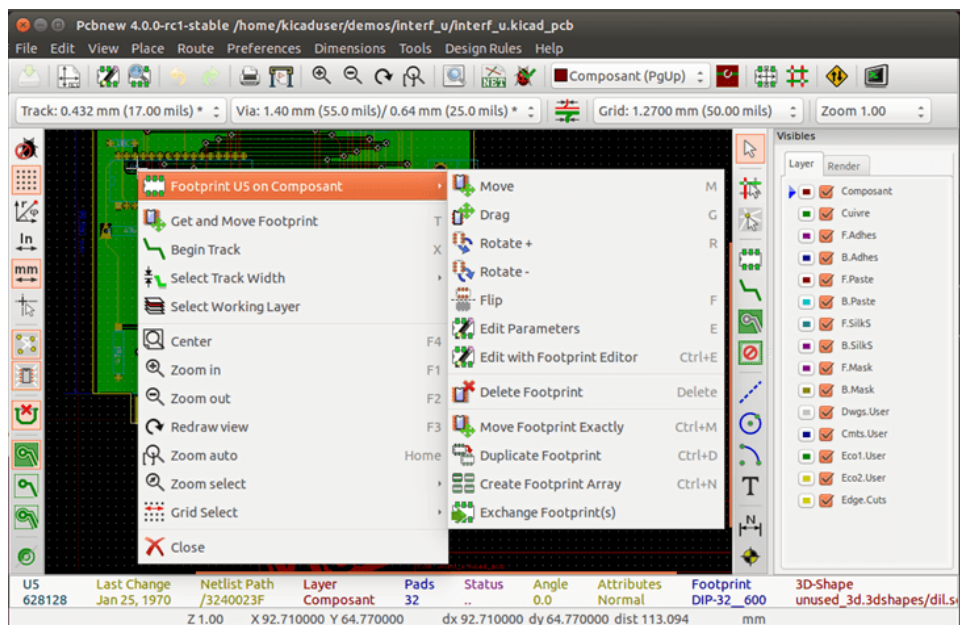 Pcbnew 4.0.0-rc1-stable /home/kicaduser/demos/interf_u/interf_u.kicad_pcb
File Edit View Place Route Preferences Dimensions Tools Design Rules Help
NET
Composant (PgUp)
Track: 0.432 mm (17.00 mils) *
Via: 1.40 mm (55.0 mils)/ 0.64 mm (25.0 mils) *
Grid: 1.2700 mm (50.00 mils)
Zoom 1.00
In
mm
Footprint U5 on Composant
Get and Move Footprint T
Begin Track X
Select Track Width
Select Working Layer
Center F4
Zoom in F1
Zoom out F2
Redraw view F3
Zoom auto Home
Zoom select
Grid Select
Close
Move M
Drag G
Rotate + R
Rotate -
Flip F
Edit Parameters E
Edit with Footprint Editor Ctrl+E
Delete Footprint Delete
Move Footprint Exactly Ctrl+M
Duplicate Footprint Ctrl+D
Create Footprint Array Ctrl+N
Exchange Footprint(s)
T
N
Visibles
Layer Render
Composant
Cuivre
F.Adhes
B.Adhes
F.Paste
B.Paste
F.SilkS
B.SilkS
F.Mask
B.Mask
Dwgs.User
Cmts.User
Eco1.User
Eco2.User
Edge.Cuts
U5 Last Change Netlist Path Layer Pads Status Angle Attributes Footprint 3D-Shape
628128 Jan 25, 1970 /3240023F Composant 32 .. 0.0 Normal DIP-32__600 unused_3d.3dshapes/dil.s
Z 1.00 X 92.710000 Y 64.770000 dx 92.710000 dy 64.770000 dist 113.094 mm